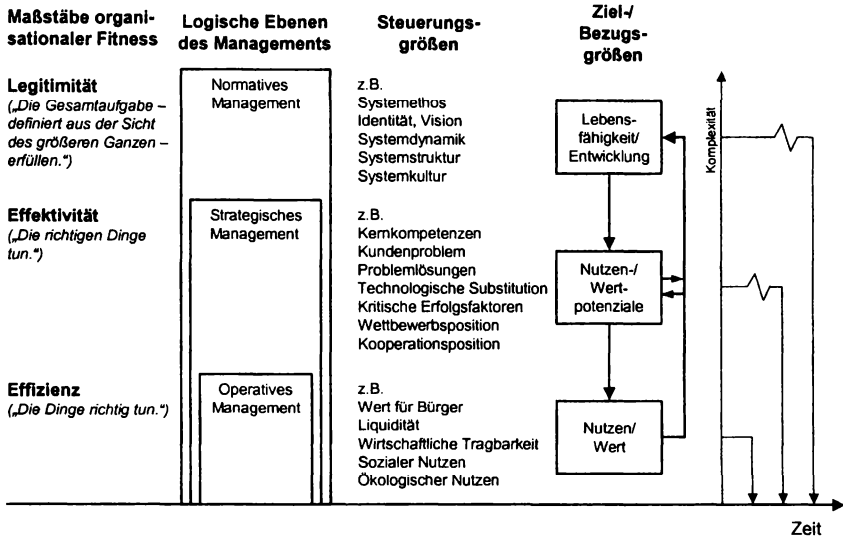 Maßstäbe organi-
sationaler Fitness
Logische Ebenen
des Managements
Steuerungs-
größen
Ziel-/
Bezugs-
größen
Legitimität
(„Die Gesamtaufgabe –
definiert aus der Sicht
des größeren Ganzen –
erfüllen.“)
Normatives
Management
z.B.
Systemethos
Identität, Vision
Systemdynamik
Systemstruktur
Systemkultur
Lebens-
fähigkeit/
Entwicklung
Komplexität
Effektivität
(„Die richtigen Dinge
tun.“)
Strategisches
Management
z.B.
Kernkompetenzen
Kundenproblem
Problemlösungen
Technologische Substitution
Kritische Erfolgsfaktoren
Wettbewerbsposition
Kooperationsposition
Nutzen-/
Wert-
potenziale
Effizienz
(„Die Dinge richtig tun.“)
Operatives
Management
z.B.
Wert für Bürger
Liquidität
Wirtschaftliche Tragbarkeit
Sozialer Nutzen
Ökologischer Nutzen
Nutzen/
Wert
Zeit